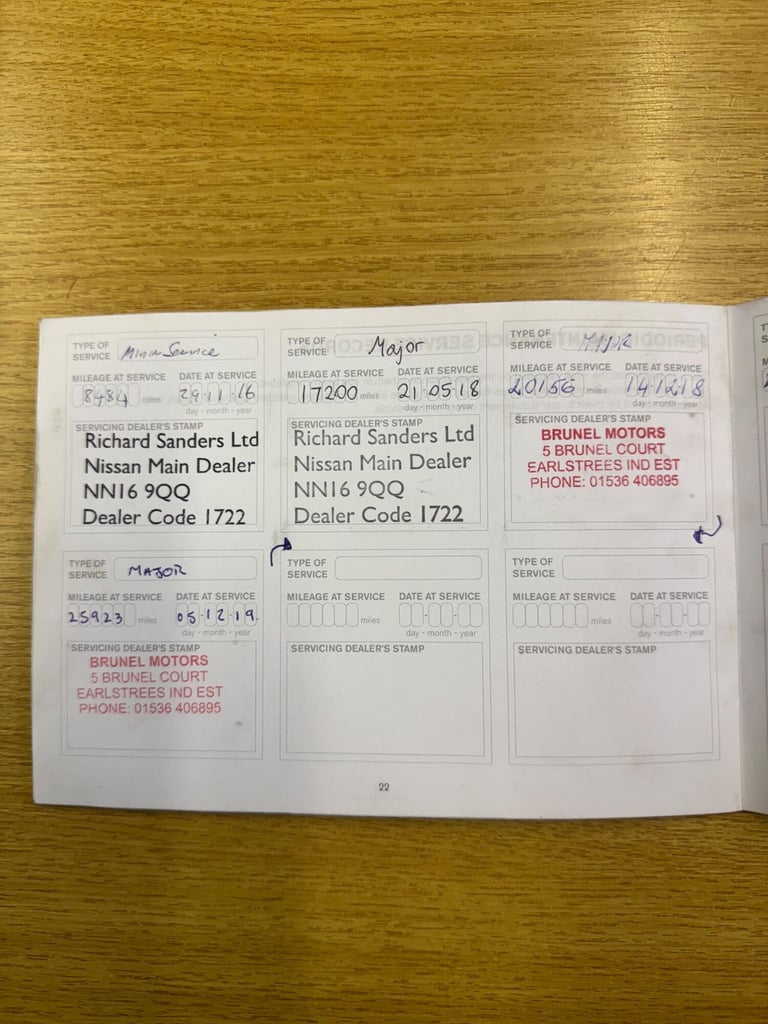 TYPE OF
SERVICE Minor Service
MILEAGE AT SERVICE DATE AT SERVICE
8484 miles 29-11-16
day - month - year
SERVICING DEALER'S STAMP
Richard Sanders Ltd
Nissan Main Dealer
NN16 9QQ
Dealer Code 1722
TYPE OF
SERVICE Major
MILEAGE AT SERVICE DATE AT SERVICE
17200 miles 21-05-18
day - month - year
SERVICING DEALER'S STAMP
Richard Sanders Ltd
Nissan Main Dealer
NN16 9QQ
Dealer Code 1722
TYPE OF
SERVICE MAJOR
MILEAGE AT SERVICE DATE AT SERVICE
20156 miles 14-12-18
day - month - year
SERVICING DEALER'S STAMP
BRUNEL MOTORS
5 BRUNEL COURT
EARLSTREES IND EST
PHONE: 01536 406895
TYPE OF
SERVICE MAJOR
MILEAGE AT SERVICE DATE AT SERVICE
25923 miles 05-12-19.
day - month - year
SERVICING DEALER'S STAMP
BRUNEL MOTORS
5 BRUNEL COURT
EARLSTREES IND EST
PHONE: 01536 406895
TYPE OF
SERVICE
MILEAGE AT SERVICE DATE AT SERVICE
miles
day - month - year
SERVICING DEALER'S STAMP
TYPE OF
SERVICE
MILEAGE AT SERVICE DATE AT SERVICE
miles
day - month - year
SERVICING DEALER'S STAMP
22